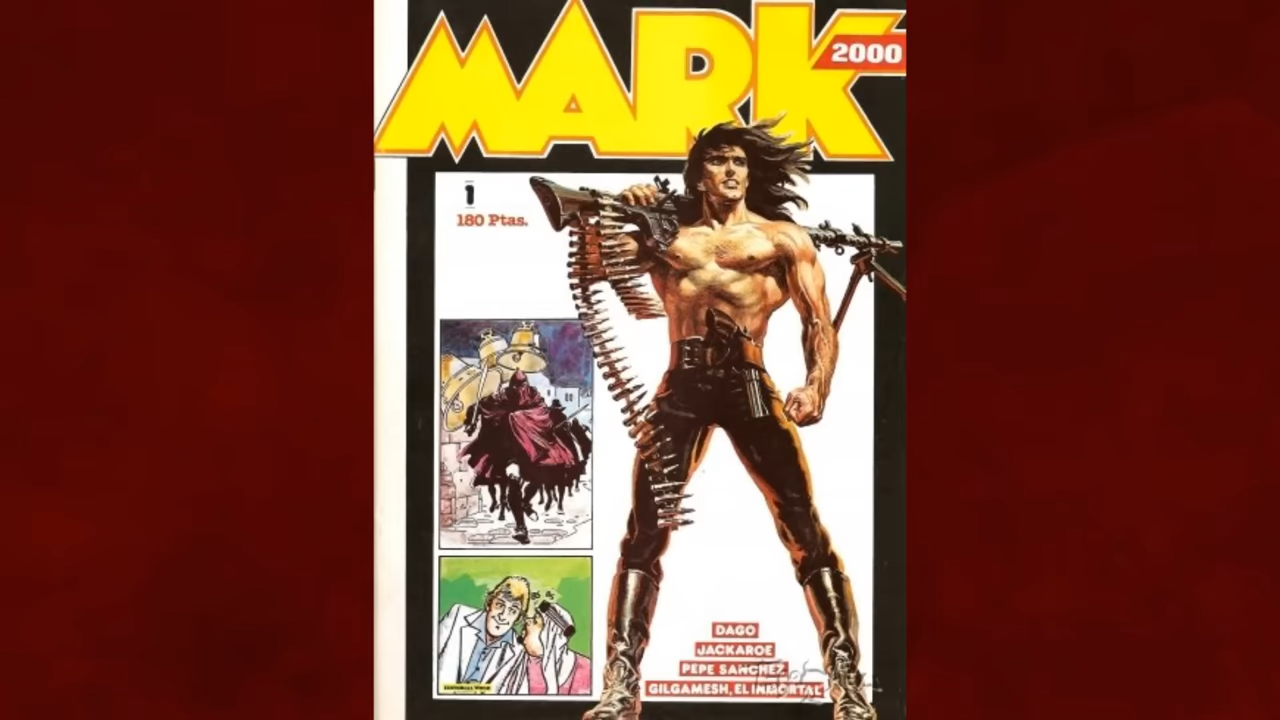 MARK
2000
1
180 Ptas.
DAGO
JACKAROE
PEPE SANCHEZ
GILGAMESH, EL INMORTAL